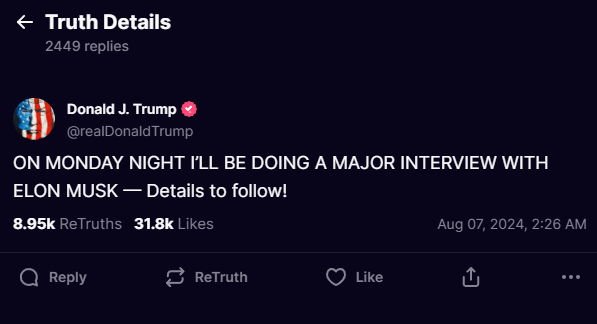 Truth Details
2449 replies
Donald J. Trump
@realDonaldTrump
ON MONDAY NIGHT I’LL BE DOING A MAJOR INTERVIEW WITH
ELON MUSK — Details to follow!
8.95k ReTruths 31.8k Likes Aug 07, 2024, 2:26 AM
Reply ReTruth Like